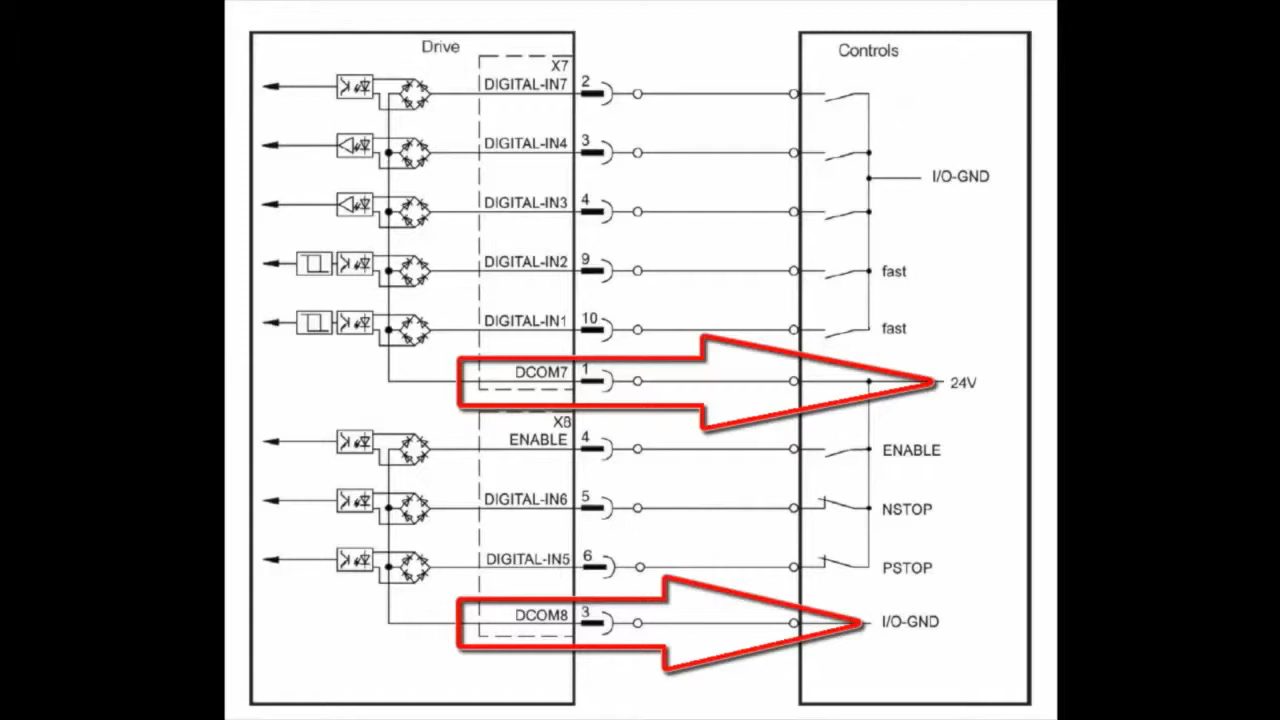 Drive
Controls
X7
DIGITAL-IN7 2
DIGITAL-IN4 3
I/O-GND
DIGITAL-IN3 4
DIGITAL-IN2 9 fast
DIGITAL-IN1 10 fast
DCOM7 1 24V
X8
ENABLE 4 ENABLE
DIGITAL-IN6 5 NSTOP
DIGITAL-IN5 6 PSTOP
DCOM8 3 I/O-GND